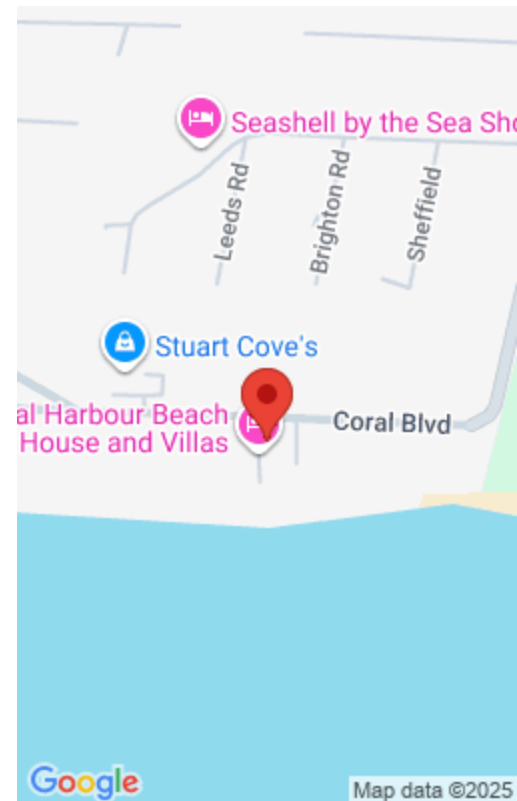 Seashell by the Sea Sho
Leeds Rd
Brighton Rd
Sheffield
Stuart Cove's
al Harbour Beach
House and Villas
Coral Blvd
Google
Map data ©2025